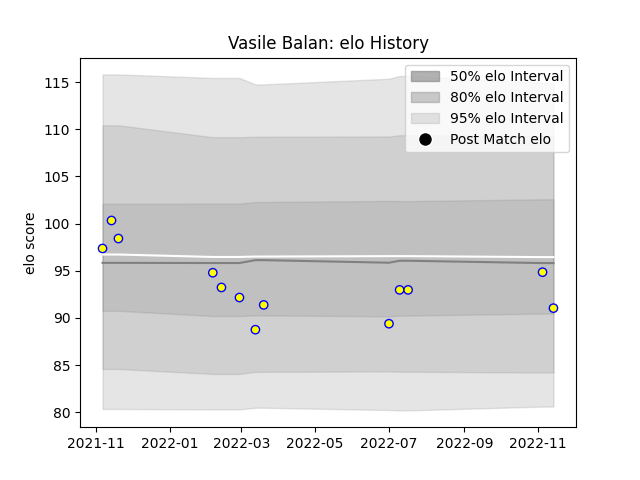 Vasile Balan: elo History
50% elo Interval
80% elo Interval
95% elo Interval
Post Match elo
elo score
115
110
105
100
95
90
85
80
2021-11 2022-01 2022-03 2022-05 2022-07 2022-09 2022-11